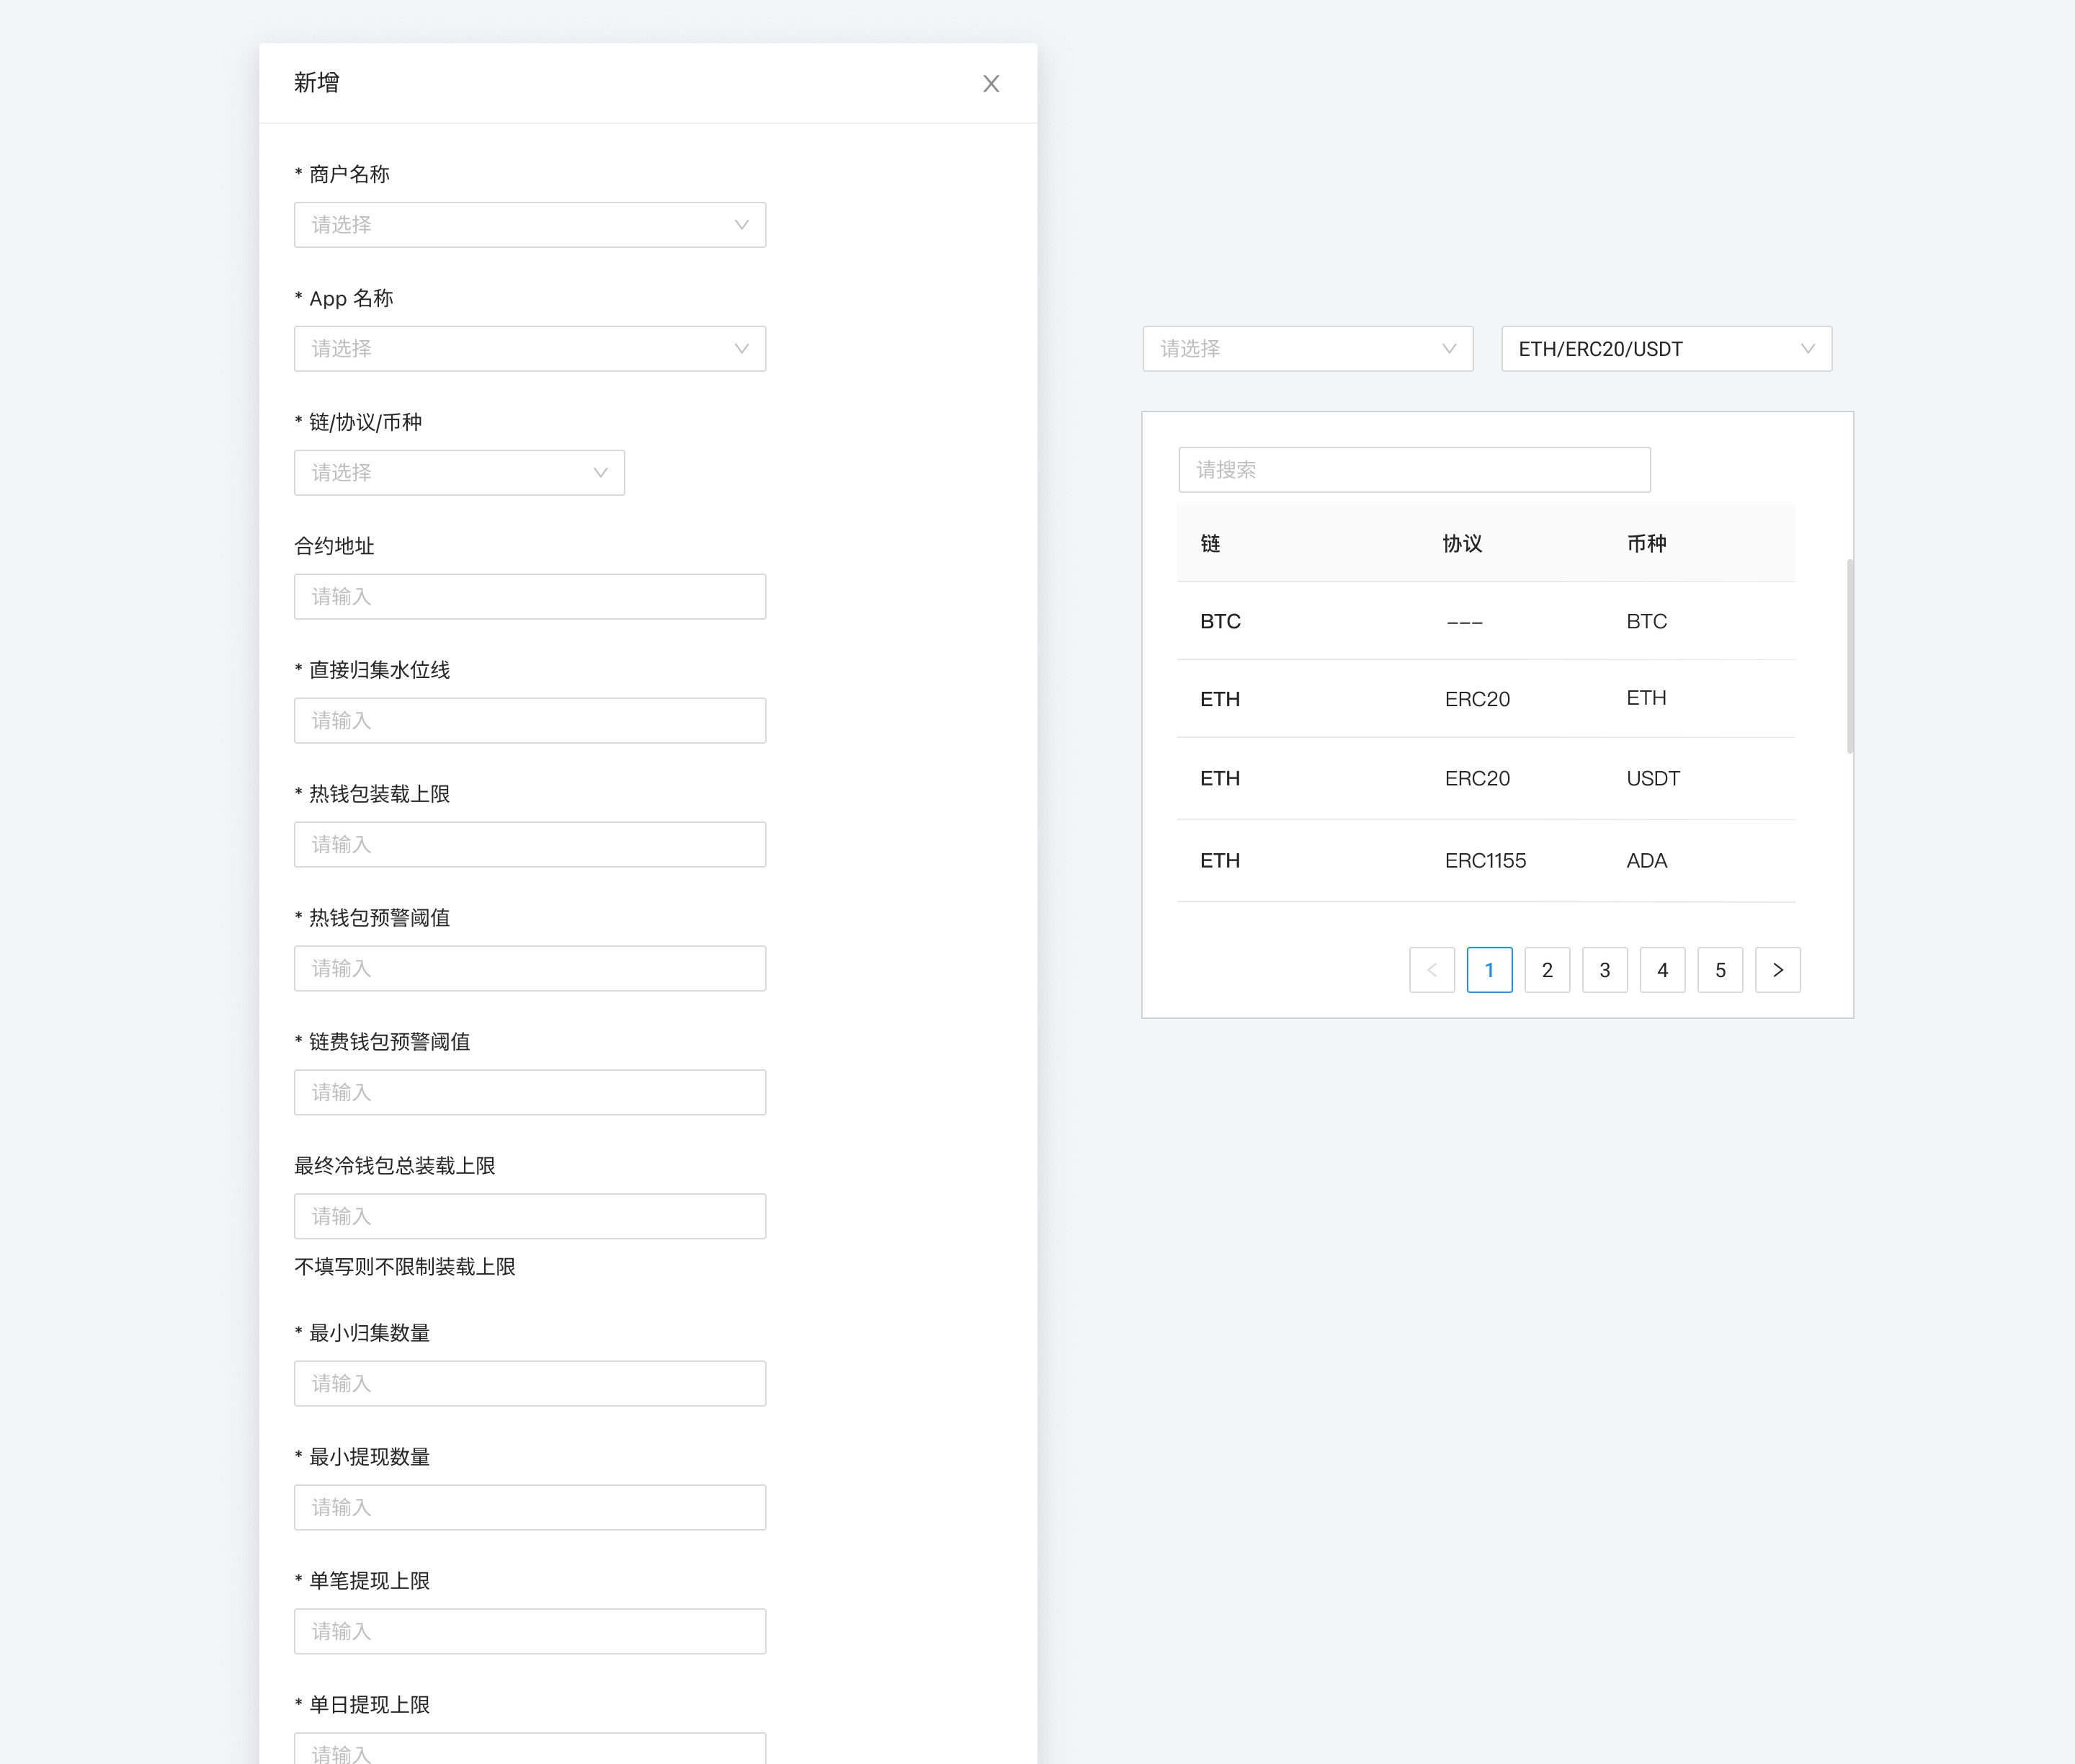 新增
* 商户名称
请选择
* App 名称
请选择
* 链/协议/币种
请选择
合约地址
请输入
* 直接归集水位线
请输入
* 热钱包装载上限
请输入
* 热钱包预警阈值
请输入
* 链费钱包预警阈值
请输入
最终冷钱包总装载上限
请输入
不填写则不限制装载上限
* 最小归集数量
请输入
* 最小提现数量
请输入
* 单笔提现上限
请输入
* 单日提现上限
请输入
请选择 ETH/ERC20/USDT
请搜索
链 协议 币种
BTC --- BTC
ETH ERC20 ETH
ETH ERC20 USDT
ETH ERC1155 ADA
< 1 2 3 4 5 >